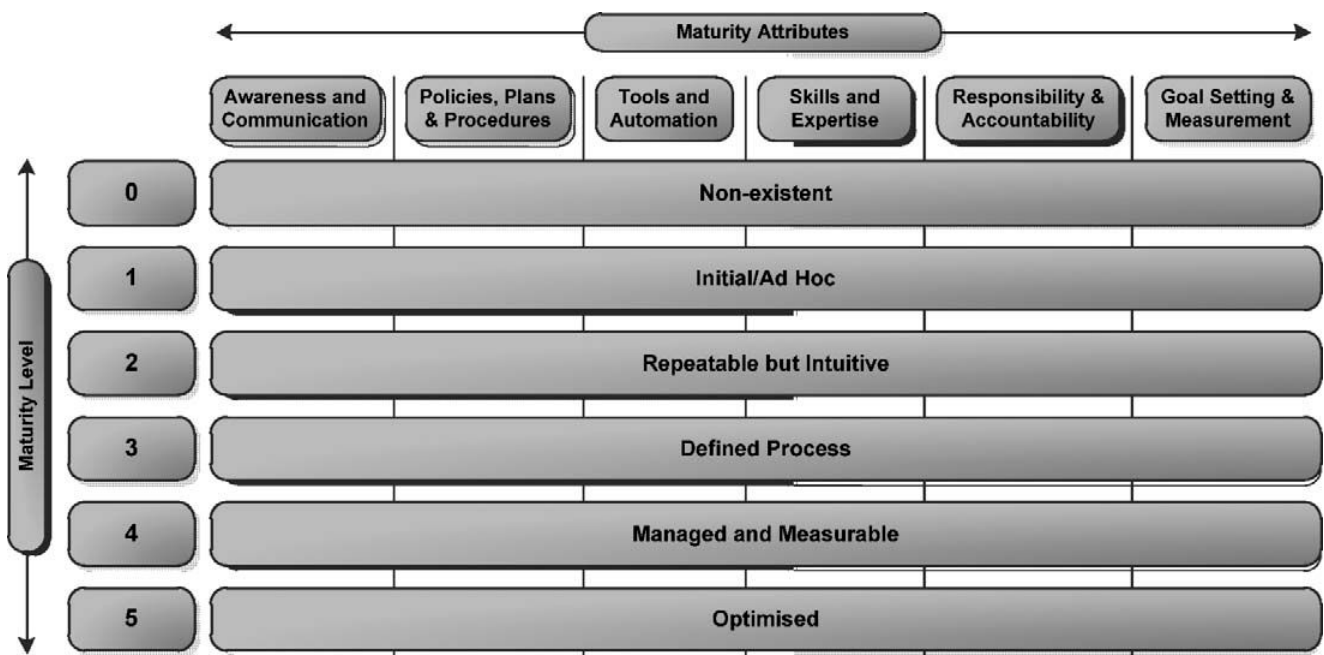 Maturity Attributes
Awareness and
Communication
Policies, Plans
& Procedures
Tools and
Automation
Skills and
Expertise
Responsibility &
Accountability
Goal Setting &
Measurement
Maturity Level
0
Non-existent
1
Initial/Ad Hoc
2
Repeatable but Intuitive
3
Defined Process
4
Managed and Measurable
5
Optimised